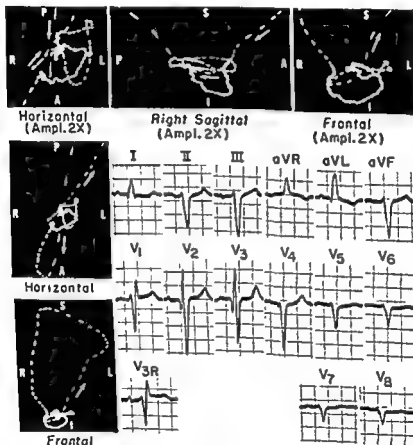 P
R
L
A
Horizontal
(Ampl. 2X)
S
P
A
I
Right Sagittal
(Ampl. 2X)
S
R
L
I
Frontal
(Ampl. 2X)
P
R
L
A
Horizontal
I
II
III
aVR
aVL
aVF
V1
V2
V3
V4
V5
V6
S
R
L
I
Frontal
V3R
V7
V8